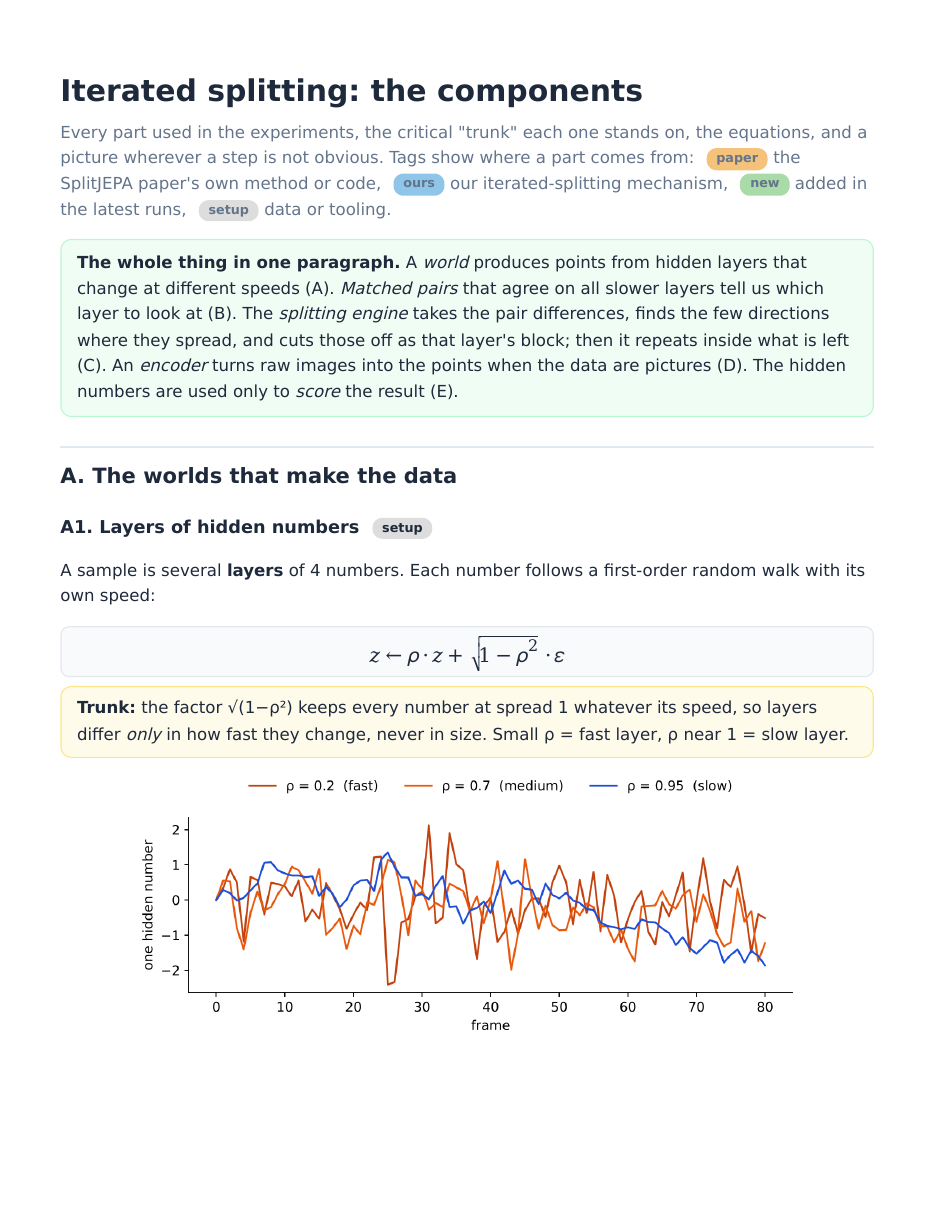 Iterated splitting: the components
Every part used in the experiments, the critical "trunk" each one stands on, the equations, and a
picture wherever a step is not obvious. Tags show where a part comes from: paper the
SplitJEPA paper's own method or code, ours our iterated-splitting mechanism, new added in
the latest runs, setup data or tooling.
The whole thing in one paragraph. A world produces points from hidden layers that
change at different speeds (A). Matched pairs that agree on all slower layers tell us which
layer to look at (B). The splitting engine takes the pair differences, finds the few directions
where they spread, and cuts those off as that layer's block; then it repeats inside what is left
(C). An encoder turns raw images into the points when the data are pictures (D). The hidden
numbers are used only to score the result (E).
A. The worlds that make the data
A1. Layers of hidden numbers setup
A sample is several layers of 4 numbers. Each number follows a first-order random walk with its
own speed:
z ← ρ · z + √(1 − ρ²) · ε
Trunk: the factor √(1−ρ²) keeps every number at spread 1 whatever its speed, so layers
differ only in how fast they change, never in size. Small ρ = fast layer, ρ near 1 = slow layer.
ρ = 0.2 (fast) ρ = 0.7 (medium) ρ = 0.95 (slow)
one hidden number
2
1
0
−1
−2
0 10 20 30 40 50 60 70 80
frame